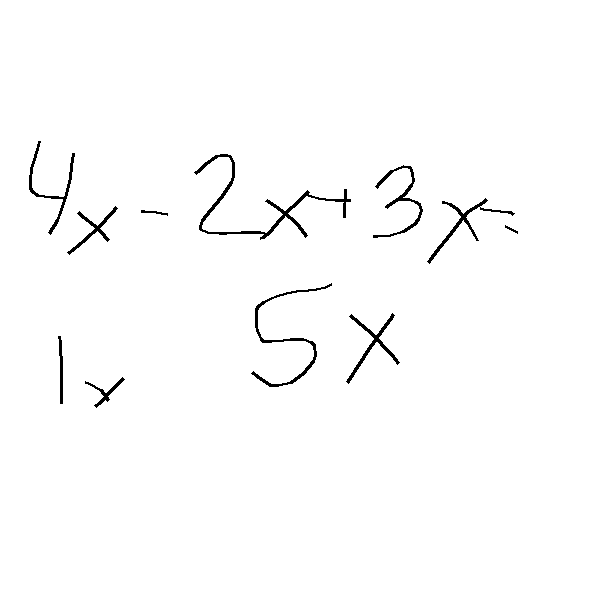 4x - 2x + 3x =
1x 5x